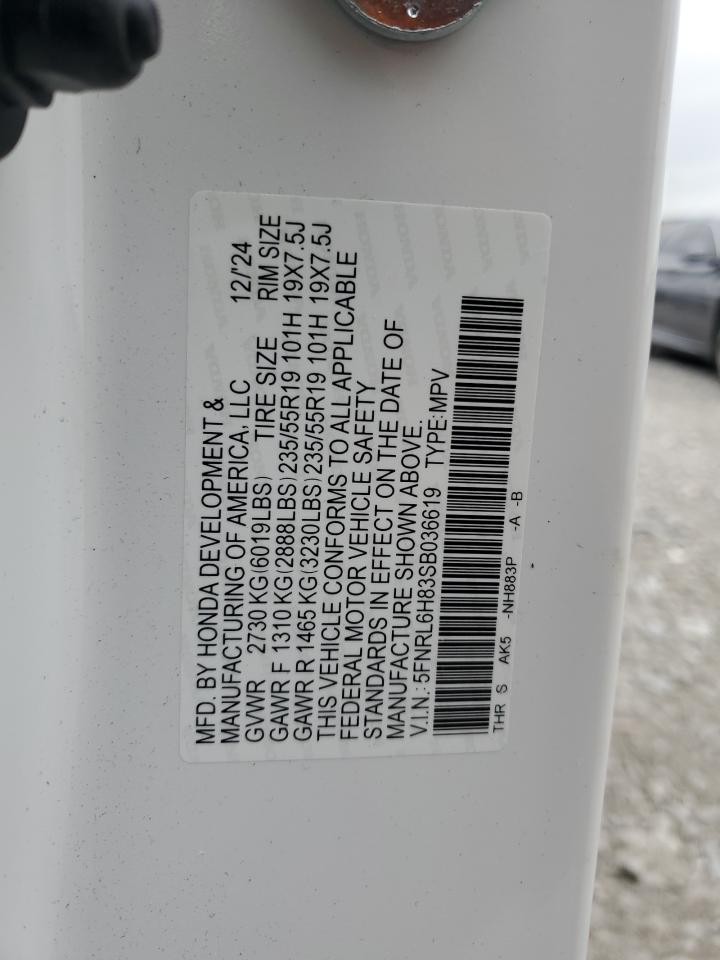 MFD. BY HONDA DEVELOPMENT &
MANUFACTURING OF AMERICA, LLC 12/'24
GVWR 2730 KG(6019LBS) TIRE SIZE RIM SIZE
GAWR F 1310 KG(2888LBS)235/55R19 101H 19X7.5J
GAWR R 1465 KG(3230LBS)235/55R19 101H 19X7.5J
THIS VEHICLE CONFORMS TO ALL APPLICABLE
FEDERAL MOTOR VEHICLE SAFETY
STANDARDS IN EFFECT ON THE DATE OF
MANUFACTURE SHOWN ABOVE.
V.I.N.:5FNRL6H83SB036619 TYPE:MPV
THR S AK5 -NH883P -A -B